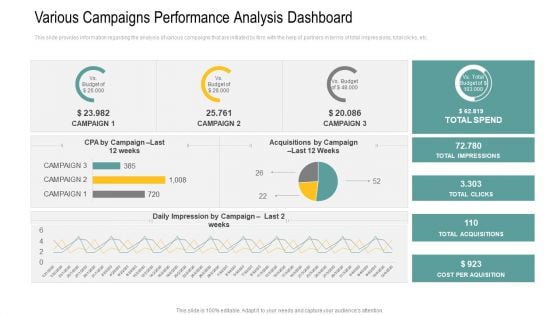 Various Campaigns Performance Analysis Dashboard
This slide provides information regarding the analysis of various campaigns that are initiated by firm with the help of partners in terms of total impressions, total clicks, etc.
Vs.
Budget of
$ 25.000
$ 23.982
CAMPAIGN 1
Vs.
Budget of
$ 28.000
25.761
CAMPAIGN 2
Vs.
Budget of
$ 48.000
$ 20.086
CAMPAIGN 3
Vs. Total
Budget of $
103.000
$ 62.819
TOTAL SPEND
CPA by Campaign –Last
12 weeks
CAMPAIGN 3
385
CAMPAIGN 2
1,008
CAMPAIGN 1
720
Acquisitions by Campaign
–Last 12 Weeks
26
52
22
72.780
TOTAL IMPRESSIONS
3.303
TOTAL CLICKS
110
TOTAL ACQUISITIONS
$ 923
COST PER AQUISITION
Daily Impression by Campaign – Last 2
weeks
6
4
2
0
This slide is 100% editable. Adapt it to your needs and capture your audience's attention.